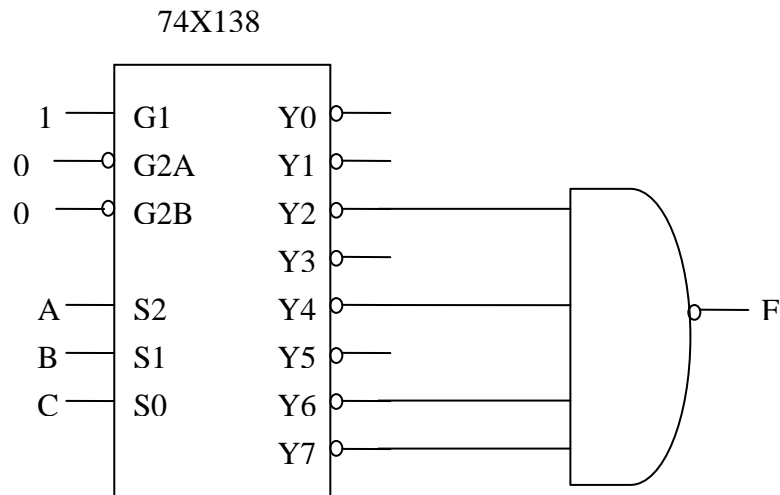 74X138
1 G1 Y0
0 G2A Y1
0 G2B Y2
Y3
A S2 Y4 F
B S1 Y5
C S0 Y6
Y7